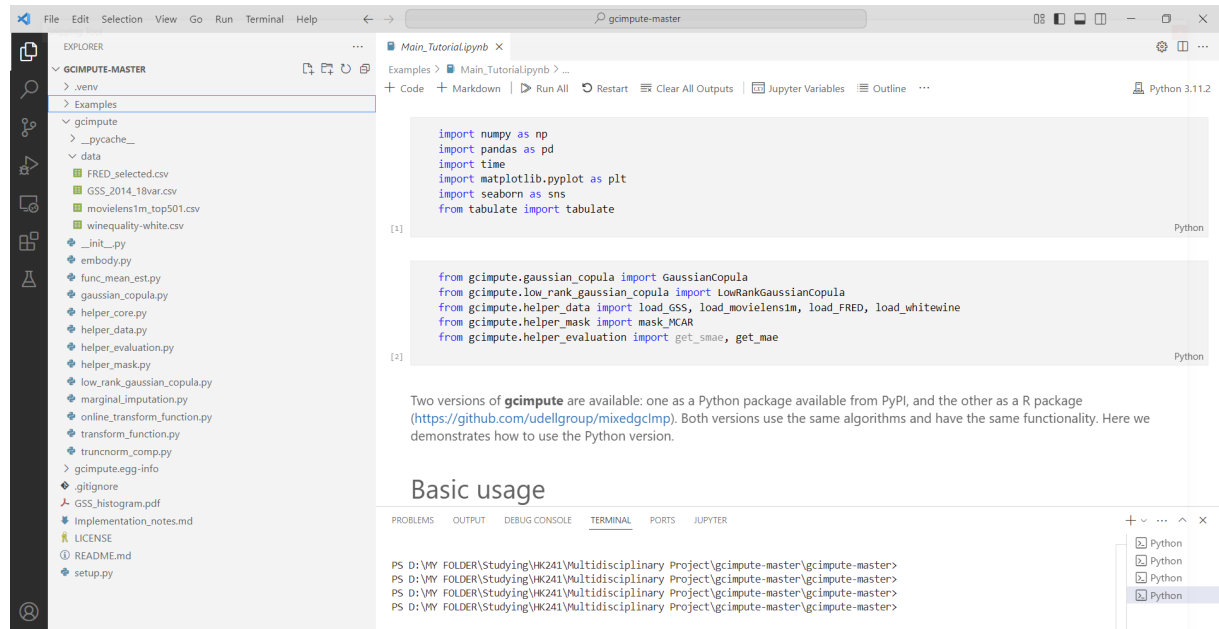 File Edit Selection View Go Run Terminal Help
gcimpute-master
EXPLORER
GCIMPUTE-MASTER
.venv
Examples
gcimpute
__pycache__
data
FRED_selected.csv
GSS_2014_18var.csv
movielens1m_top501.csv
winequality-white.csv
__init__.py
embody.py
func_mean_est.py
gaussian_copula.py
helper_core.py
helper_data.py
helper_evaluation.py
helper_mask.py
low_rank_gaussian_copula.py
marginal_imputation.py
online_transform_function.py
transform_function.py
truncnorm_comp.py
gcimpute.egg-info
.gitignore
GSS_histogram.pdf
Implementation_notes.md
LICENSE
README.md
setup.py
Main_Tutorial.ipynb
Examples > Main_Tutorial.ipynb > ...
+ Code + Markdown | Run All Restart Clear All Outputs | Jupyter Variables Outline ...
Python 3.11.2
import numpy as np
import pandas as pd
import time
import matplotlib.pyplot as plt
import seaborn as sns
from tabulate import tabulate
[1]
Python
from gcimpute.gaussian_copula import GaussianCopula
from gcimpute.low_rank_gaussian_copula import LowRankGaussianCopula
from gcimpute.helper_data import load_GSS, load_movielens1m, load_FRED, load_whitewine
from gcimpute.helper_mask import mask_MCAR
from gcimpute.helper_evaluation import get_smae, get_mae
[2]
Python
Two versions of gcimpute are available: one as a Python package available from PyPI, and the other as a R package
(https://github.com/udellgroup/mixedgcImp). Both versions use the same algorithms and have the same functionality. Here we
demonstrates how to use the Python version.
Basic usage
PROBLEMS OUTPUT DEBUG CONSOLE TERMINAL PORTS JUPYTER
PS D:\MY FOLDER\Studying\HK241\Multidisciplinary Project\gcimpute-master\gcimpute-master>
PS D:\MY FOLDER\Studying\HK241\Multidisciplinary Project\gcimpute-master\gcimpute-master>
PS D:\MY FOLDER\Studying\HK241\Multidisciplinary Project\gcimpute-master\gcimpute-master>
PS D:\MY FOLDER\Studying\HK241\Multidisciplinary Project\gcimpute-master\gcimpute-master>
Python
Python
Python
Python